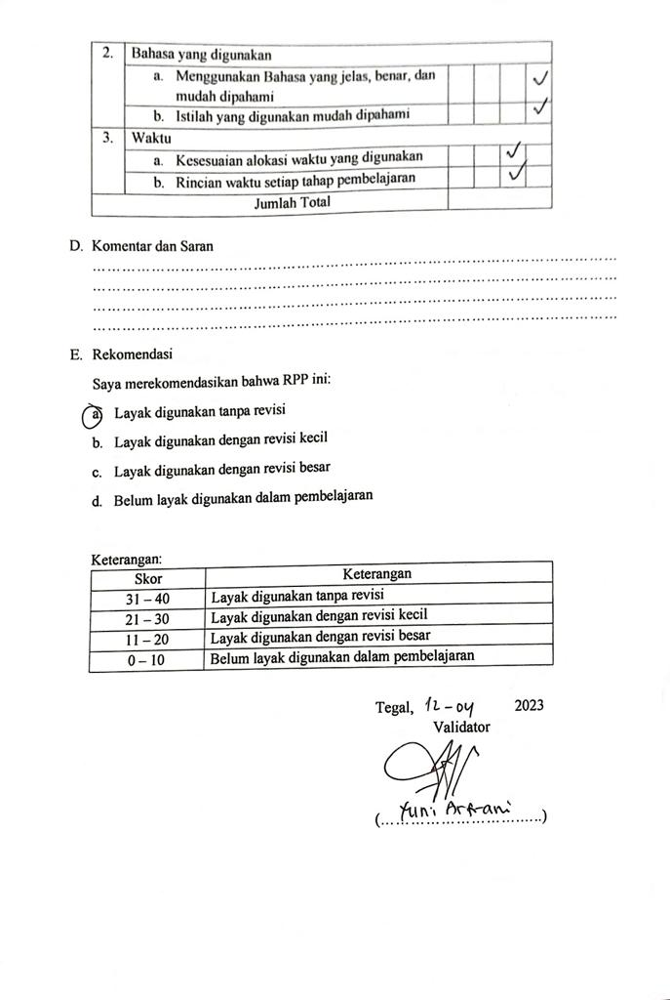 2. Bahasa yang digunakan
a. Menggunakan Bahasa yang jelas, benar, dan
mudah dipahami ✓
b. Istilah yang digunakan mudah dipahami ✓
3. Waktu
a. Kesesuaian alokasi waktu yang digunakan ✓
b. Rincian waktu setiap tahap pembelajaran ✓
Jumlah Total
D. Komentar dan Saran
E. Rekomendasi
Saya merekomendasikan bahwa RPP ini:
a. Layak digunakan tanpa revisi
b. Layak digunakan dengan revisi kecil
c. Layak digunakan dengan revisi besar
d. Belum layak digunakan dalam pembelajaran
Keterangan:
Skor Keterangan
31 – 40 Layak digunakan tanpa revisi
21 – 30 Layak digunakan dengan revisi kecil
11 – 20 Layak digunakan dengan revisi besar
0 – 10 Belum layak digunakan dalam pembelajaran
Tegal, 12-04 2023
Validator
(Yuni Arfiani)